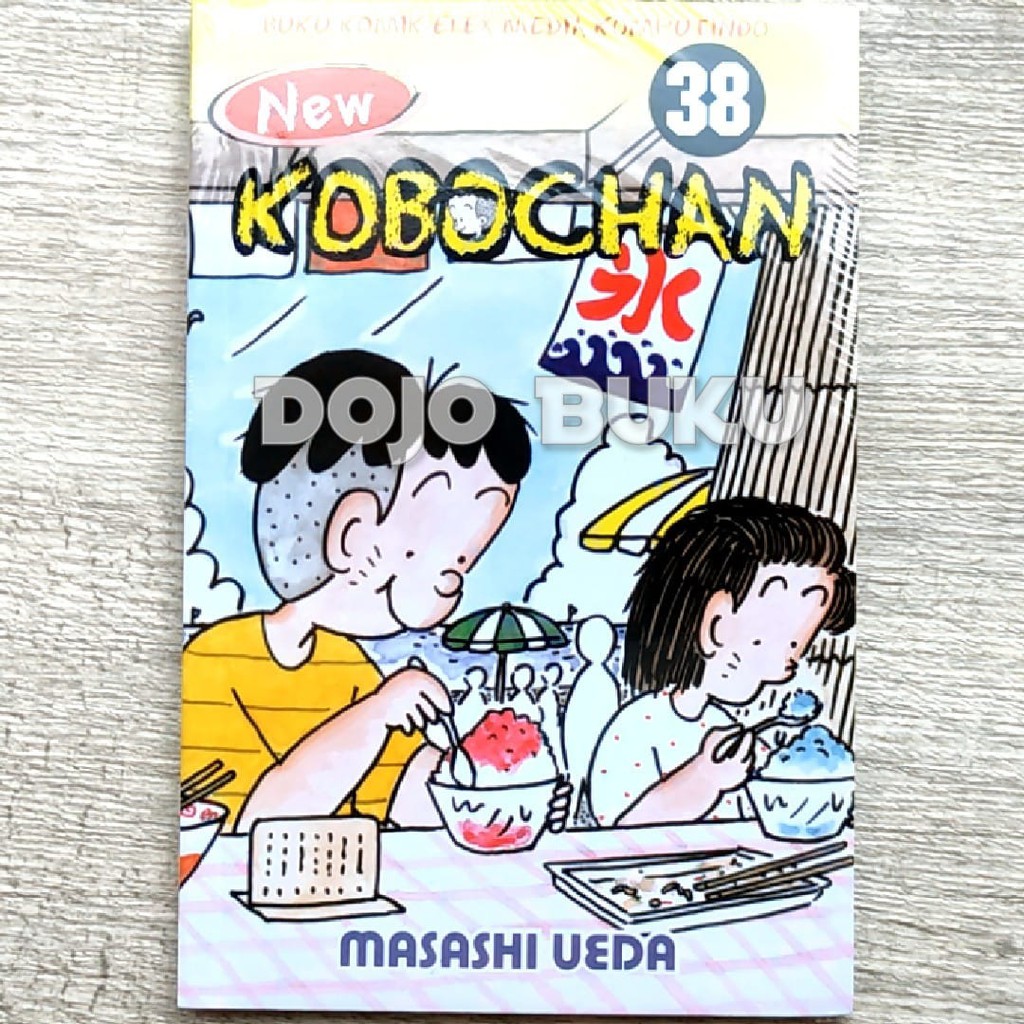 BUKU KOMIK ELEX MEDIA KOMPUTINDO
New
38
KOBOCHAN
氷
DOJO BUKU
MASASHI UEDA